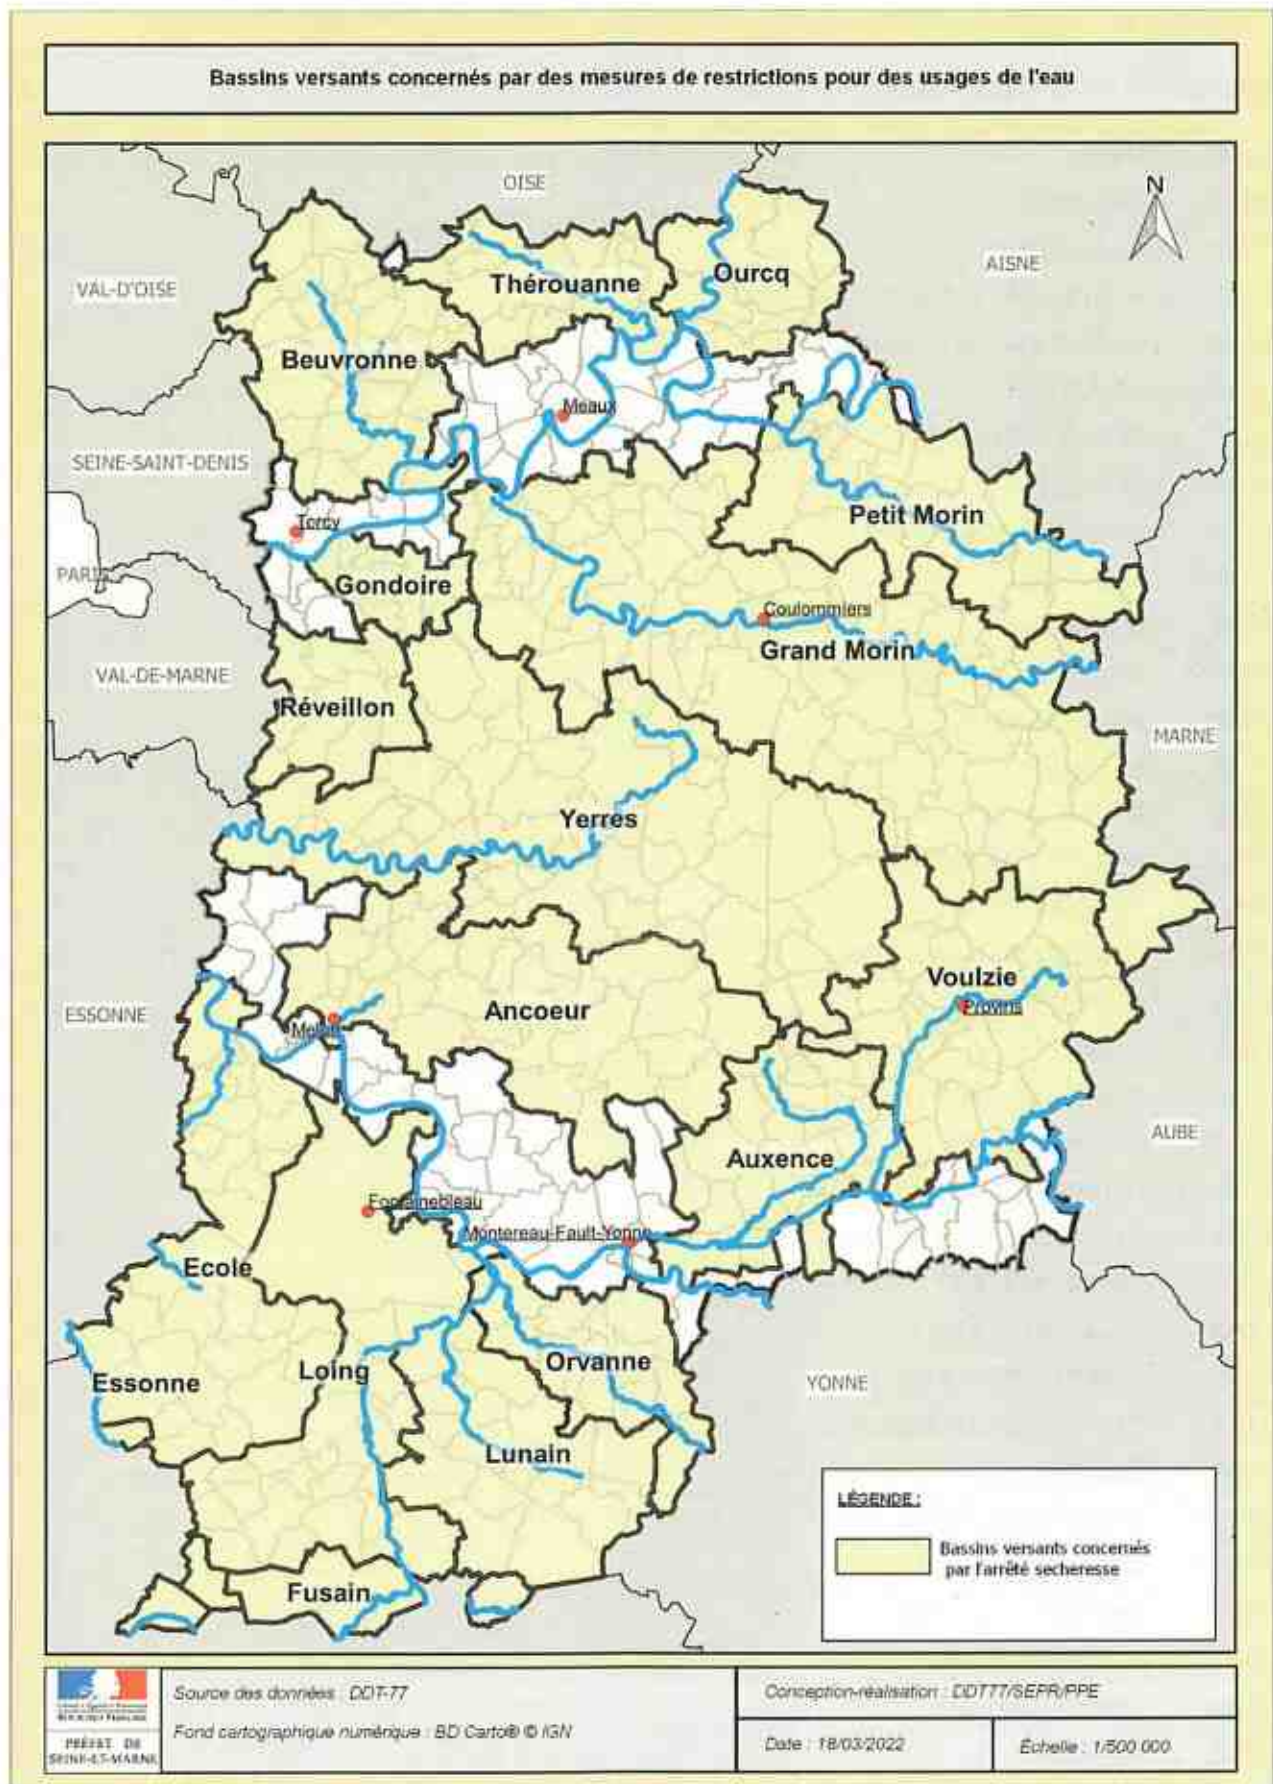 Bassins versants concernés par des mesures de restrictions pour des usages de l'eau
OISE
N
AISNE
VAL-D'OISE
Thérouanne
Ourcq
Beuvronne
Meaux
SEINE-SAINT-DENIS
Torcy
Petit Morin
PARIS
Gondoire
Coulommiers
Grand Morin
VAL-DE-MARNE
Réveillon
MARNE
Yerres
Voulzie
Provins
ESSONNE
Ancoeur
Melun
AUBE
Auxence
Fontainebleau
Montereau-Fault-Yonne
Ecole
Essonne
Loing
Orvanne
YONNE
Lunain
Fusain
LÉGENDE :
Bassins versants concernés
par l'arrêté secheresse
RÉPUBLIQUE FRANÇAISE
PRÉFET DE
SEINE-ET-MARNE
Source des données : DDT-77
Fond cartographique numérique : BD Carto® © IGN
Conception-réalisation : DDT77/SEPR/PPE
Date : 18/03/2022
Échelle : 1/500 000